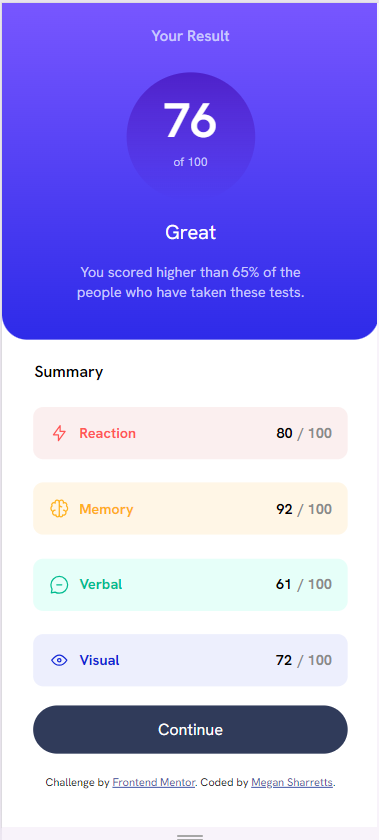 Your Result
76
of 100
Great
You scored higher than 65% of the
people who have taken these tests.
Summary
Reaction 80 / 100
Memory 92 / 100
Verbal 61 / 100
Visual 72 / 100
Continue
Challenge by Frontend Mentor. Coded by Megan Sharretts.